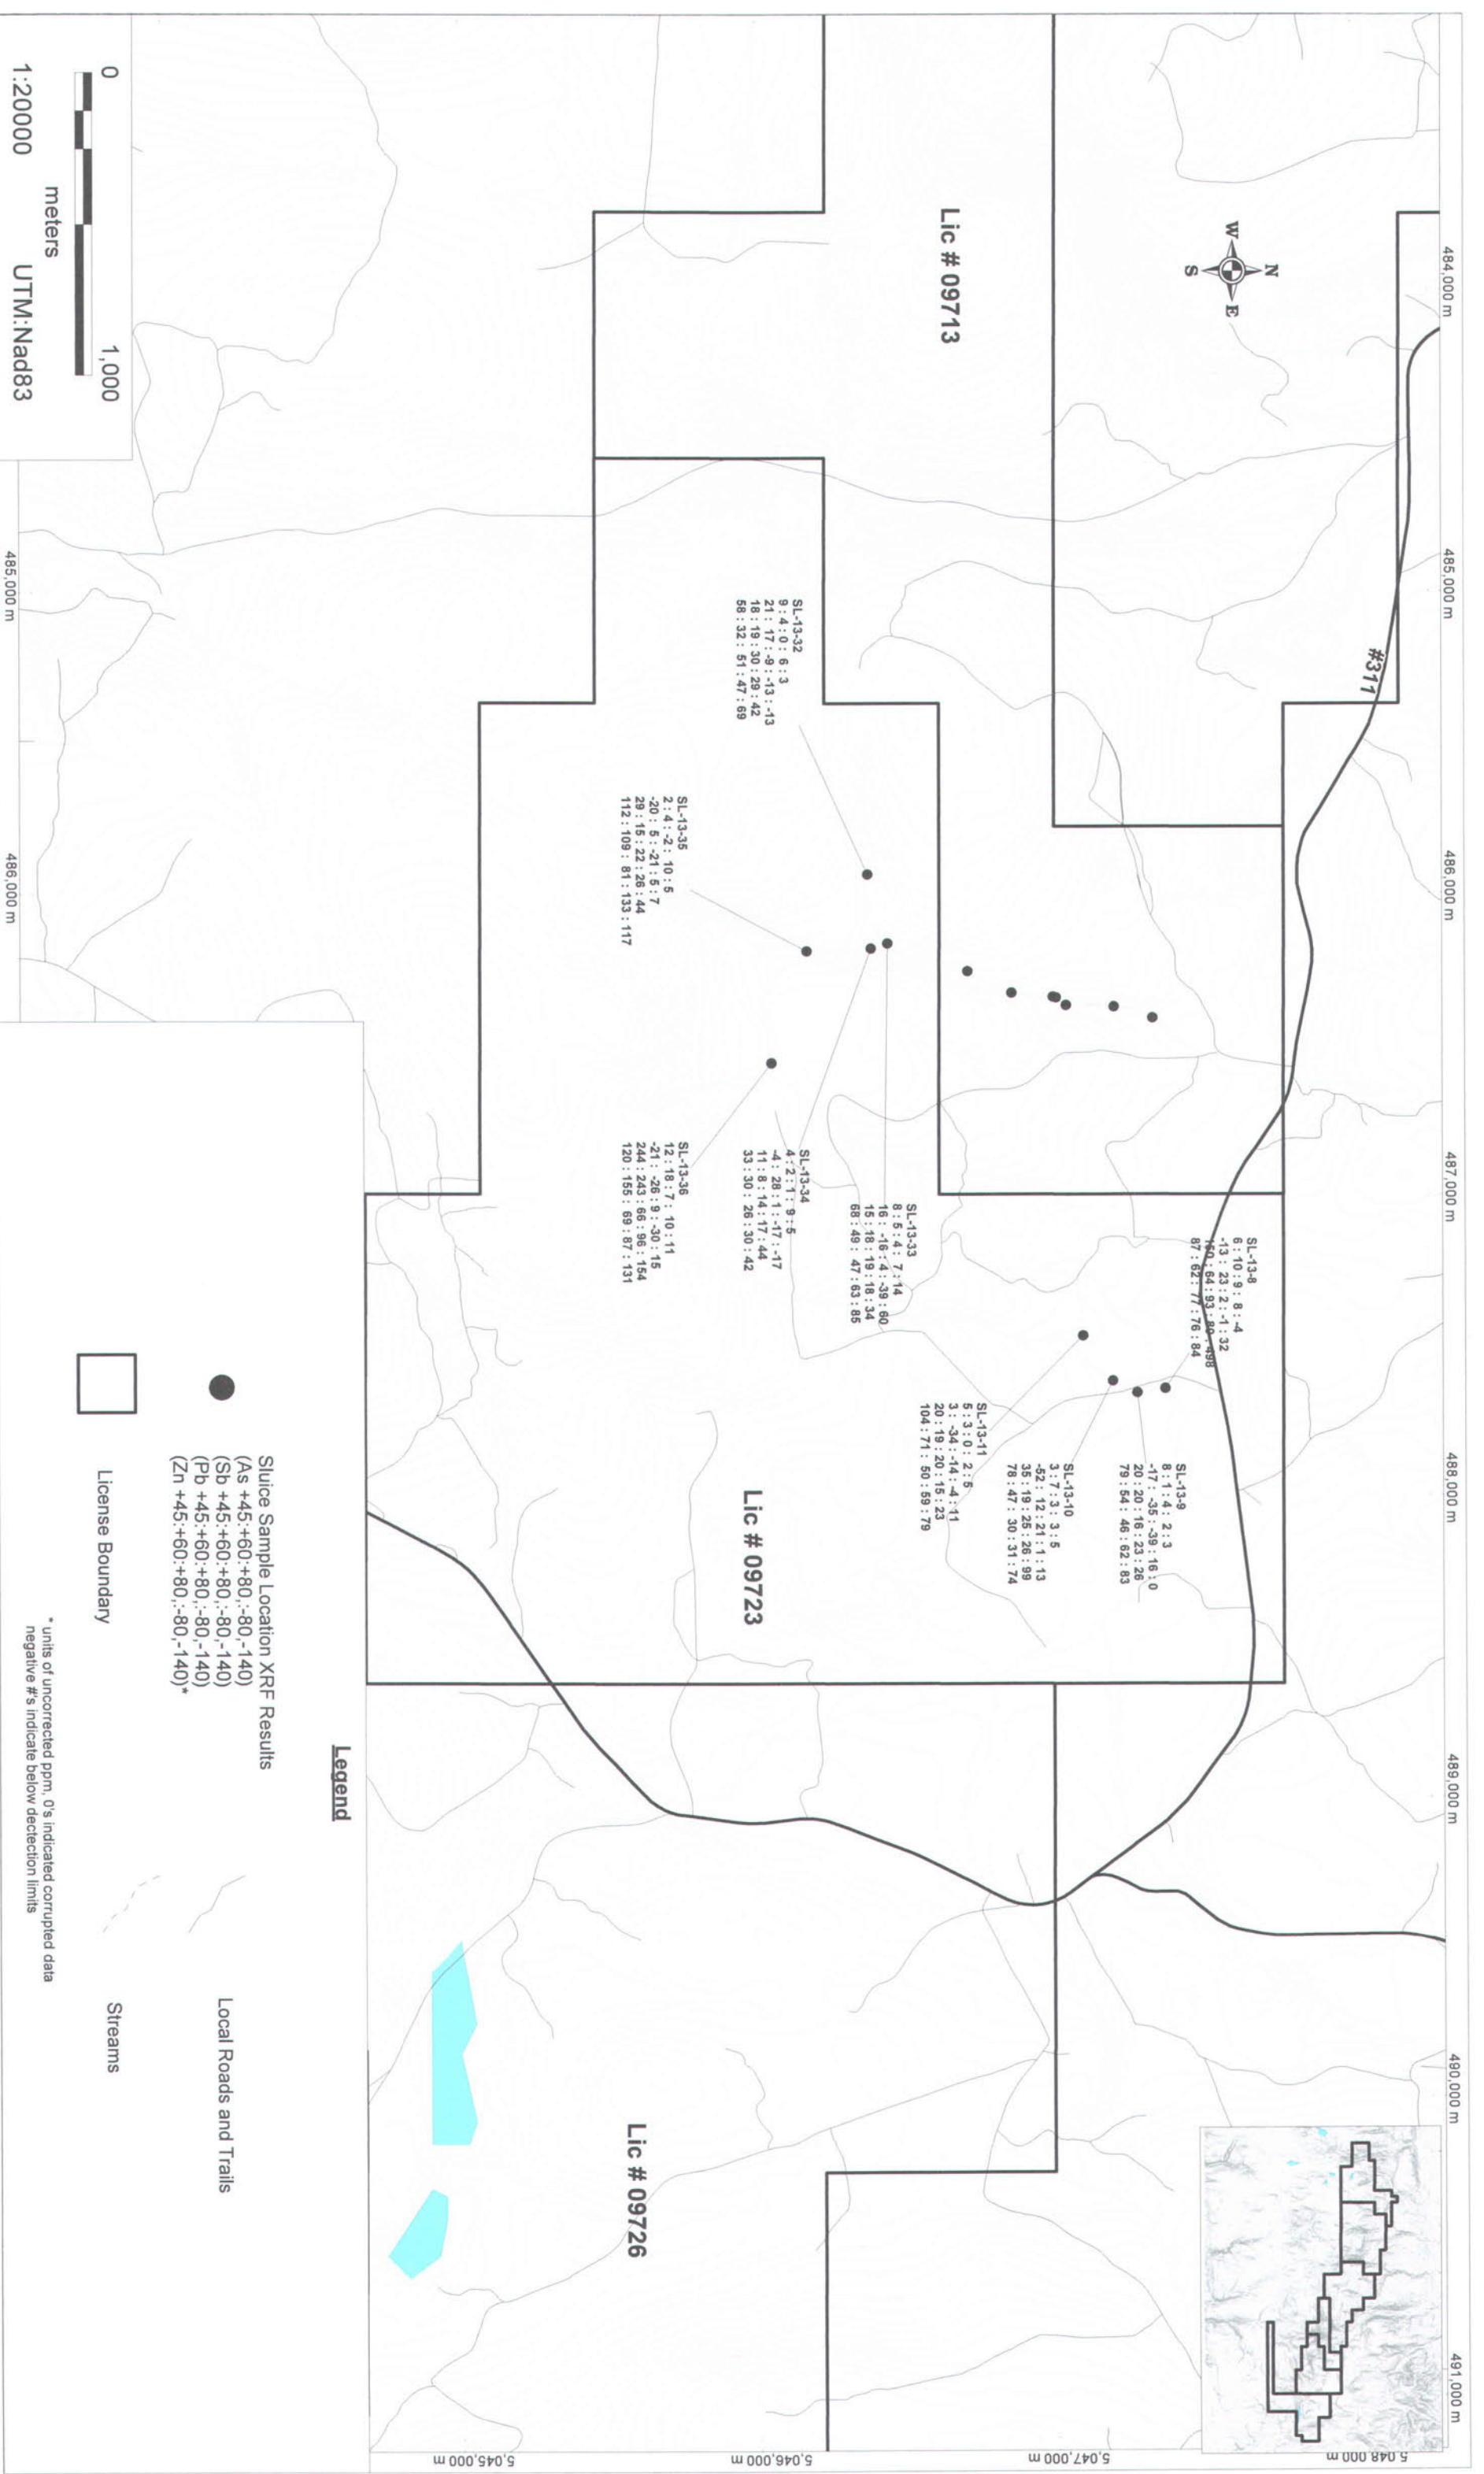 484,000 m
485,000 m
486,000 m
487,000 m
488,000 m
489,000 m
490,000 m
491,000 m
5,048,000 m
5,047,000 m
5,046,000 m
5,045,000 m
N
W
E
S
#311
Lic # 09713
SL-13-8
6 : 10 : 9 : 8 : -4
-13 : 23 : 2 : -1 : 32
160 : 64 : 93 : 80 : 498
87 : 62 : 77 : 76 : 84
SL-13-9
8 : 1 : 4 : 2 : 3
-17 : -35 : -39 : 16 : 0
20 : 20 : 16 : 23 : 26
79 : 54 : 46 : 62 : 83
SL-13-10
3 : 7 : 3 : 3 : 5
-52 : 12 : 21 : 1 : 13
35 : 19 : 25 : 26 : 99
78 : 47 : 30 : 31 : 74
SL-13-11
5 : 3 : 0 : 2 : 5
3 : -34 : -14 : -4 : 11
20 : 19 : 20 : 15 : 23
104 : 71 : 50 : 59 : 79
SL-13-33
8 : 5 : 4 : 7 : 14
16 : -16 : 4 : -39 : 60
15 : 18 : 19 : 18 : 34
68 : 49 : 47 : 63 : 85
SL-13-32
9 : 4 : 0 : 6 : 3
21 : 17 : -9 : -13 : -13
18 : 19 : 30 : 29 : 42
58 : 32 : 51 : 47 : 69
SL-13-34
4 : 2 : 1 : 9 : 5
-4 : 28 : 1 : -17 : -17
11 : 8 : 14 : 17 : 44
33 : 30 : 26 : 30 : 42
Lic # 09723
SL-13-35
2 : 4 : -2 : 10 : 5
-20 : 5 : -21 : 5 : 7
29 : 15 : 22 : 26 : 44
112 : 109 : 81 : 133 : 117
SL-13-36
12 : 18 : 7 : 10 : 11
-21 : -26 : 9 : -30 : 15
244 : 243 : 66 : 96 : 154
120 : 155 : 69 : 87 : 131
Lic # 09726
Legend
Sluice Sample Location XRF Results
(As +45:+60:+80,:-80,-140)
(Sb +45:+60:+80,:-80,-140)
(Pb +45:+60:+80,:-80,-140)
(Zn +45:+60:+80,:-80,-140)*
Local Roads and Trails
License Boundary
Streams
* units of uncorrected ppm, 0's indicated corrupted data
negative #'s indicate below dectection limits
0 1,000
meters
1:20000 UTM:Nad83
485,000 m
486,000 m